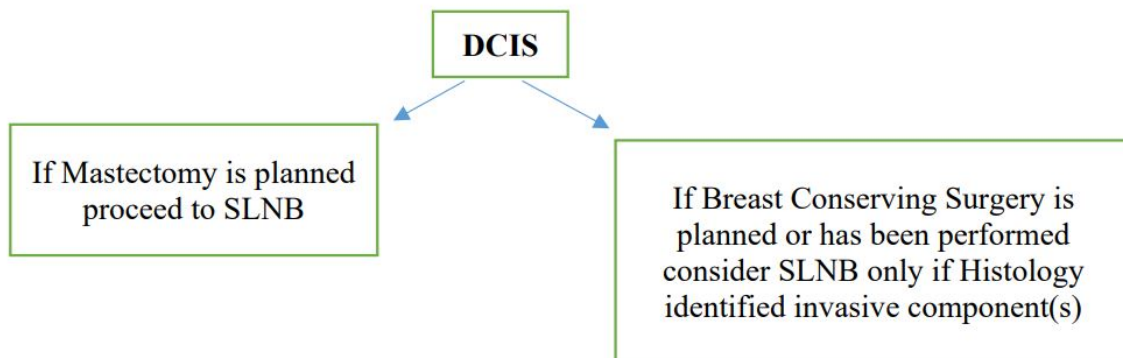 DCIS
If Mastectomy is planned
proceed to SLNB
If Breast Conserving Surgery is
planned or has been performed
consider SLNB only if Histology
identified invasive component(s)